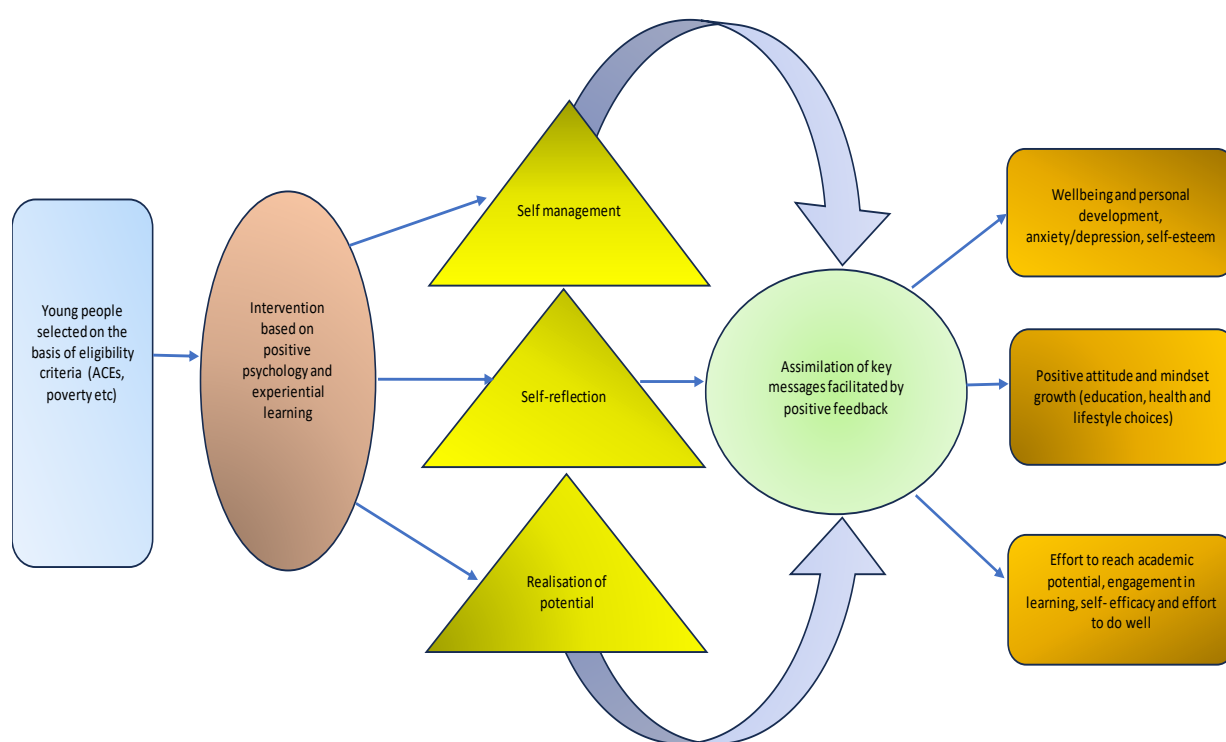 Young people
selected on the
basis of eligibility
criteria (ACEs,
poverty etc)
Intervention
based on
positive
psychology and
experiential
learning
Self management
Self-reflection
Realisation of
potential
Assimilation of key
messages facilitated by
positive feedback
Wellbeing and personal
development,
anxiety/depression, self-esteem
Positive attitude and mindset
growth (education, health and
lifestyle choices)
Effort to reach academic
potential, engagement in
learning, self- efficacy and effort
to do well